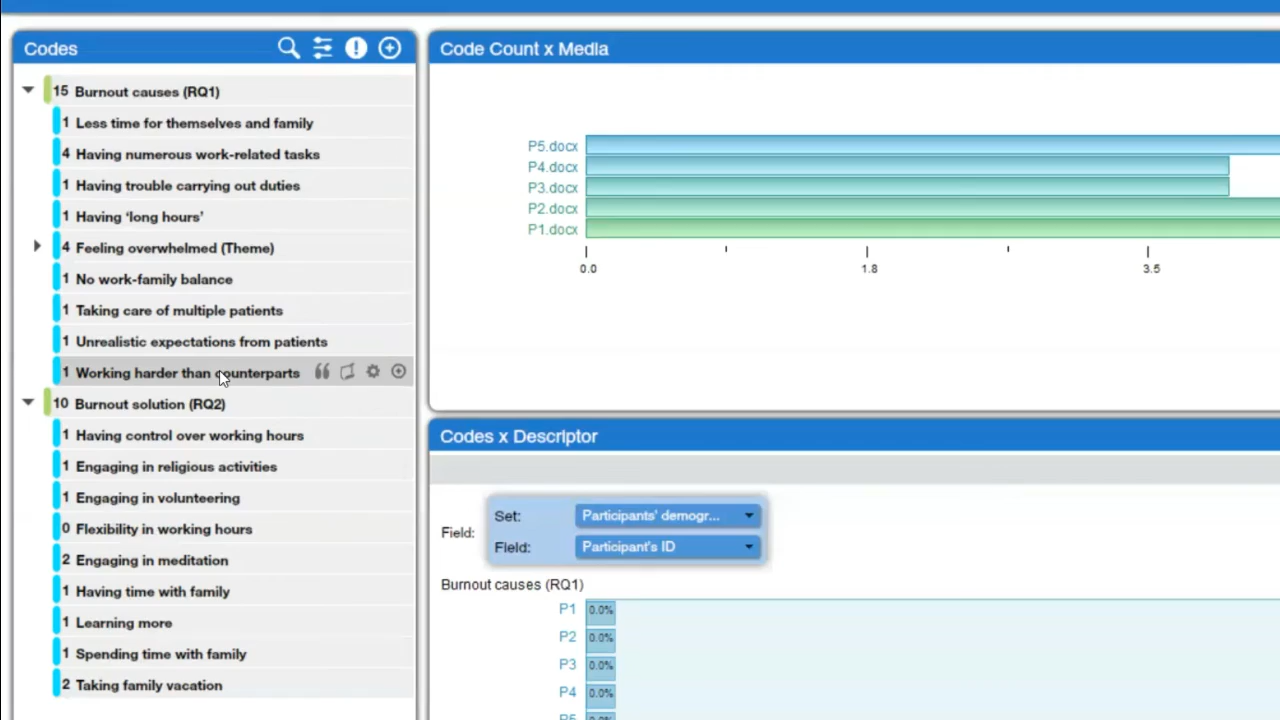 Codes
15 Burnout causes (RQ1)
1 Less time for themselves and family
4 Having numerous work-related tasks
1 Having trouble carrying out duties
1 Having ‘long hours’
4 Feeling overwhelmed (Theme)
1 No work-family balance
1 Taking care of multiple patients
1 Unrealistic expectations from patients
1 Working harder than counterparts
10 Burnout solution (RQ2)
1 Having control over working hours
1 Engaging in religious activities
1 Engaging in volunteering
0 Flexibility in working hours
2 Engaging in meditation
1 Having time with family
1 Learning more
1 Spending time with family
2 Taking family vacation
Code Count x Media
P5.docx
P4.docx
P3.docx
P2.docx
P1.docx
0.0 1.8 3.5
Codes x Descriptor
Field:
Set: Participants' demogr...
Field: Participant's ID
Burnout causes (RQ1)
P1 0.0%
P2 0.0%
P3 0.0%
P4 0.0%
P5 0.0%